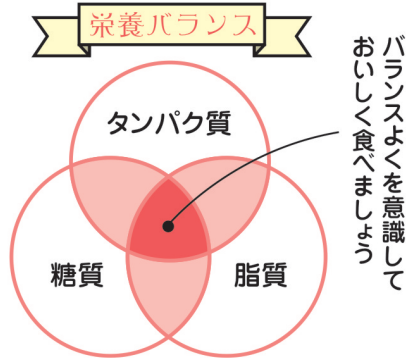 栄養バランス
タンパク質
糖質
脂質
バランスよくを意識して
おいしく食べましょう